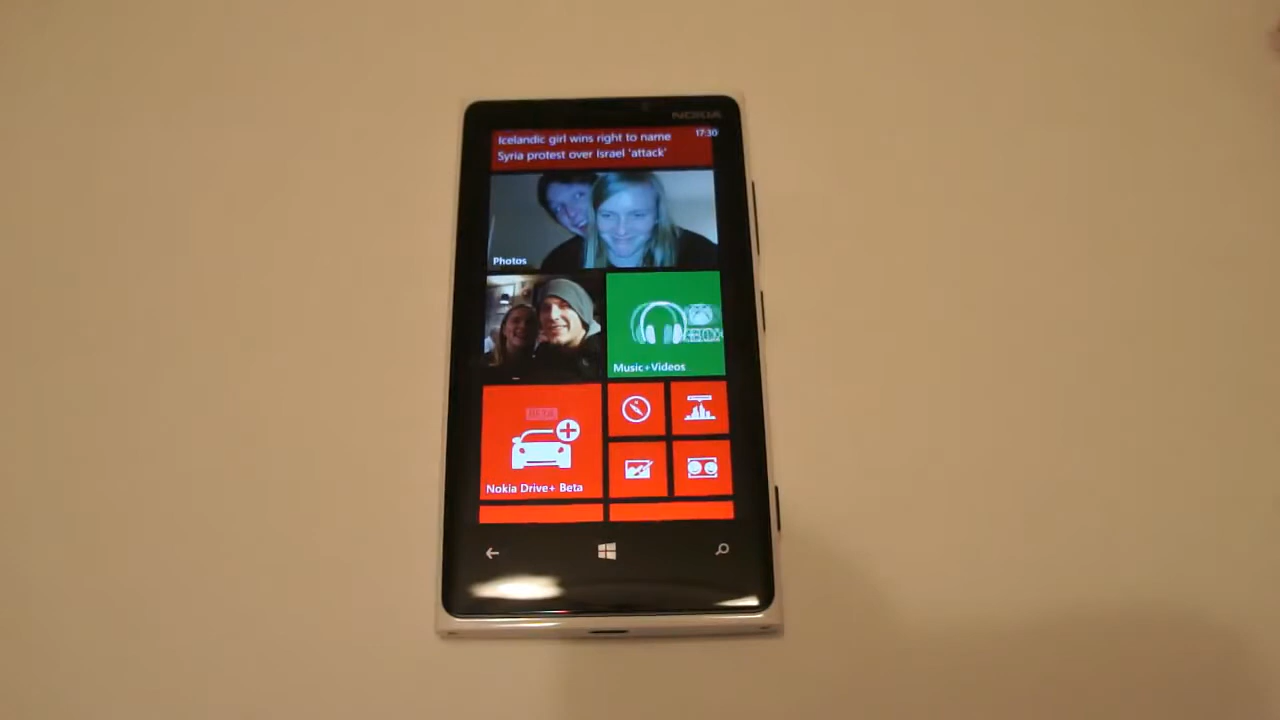 NOKIA
17:30
Icelandic girl wins right to name
Syria protest over Israel 'attack'
Photos
XBOX
Music+Videos
BETA
Nokia Drive+ Beta